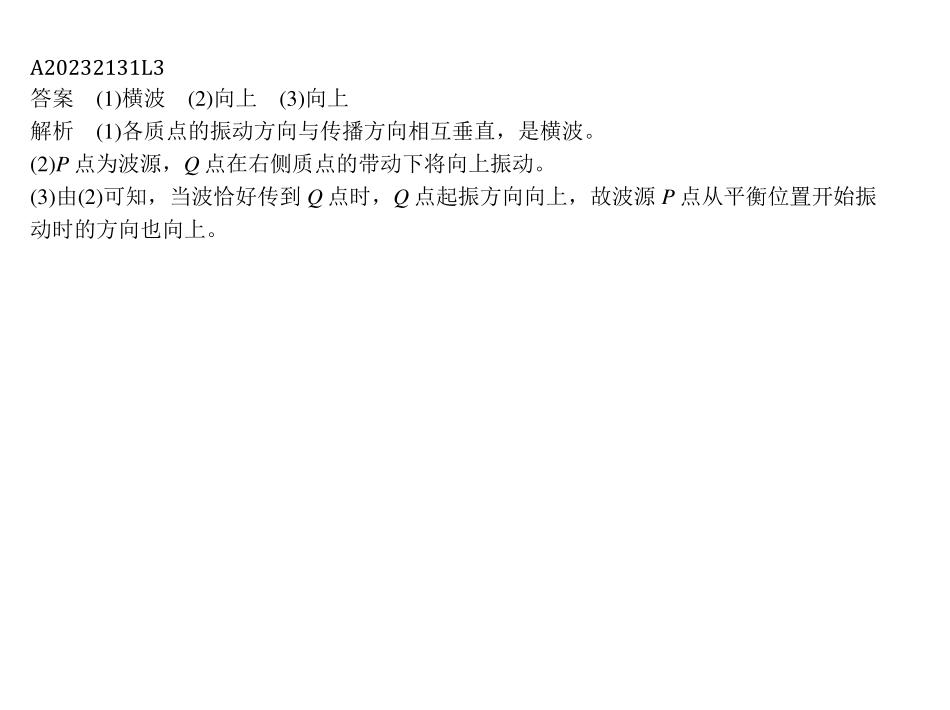 A20232131L3
答案　(1)横波　(2)向上　(3)向上
解析　(1)各质点的振动方向与传播方向相互垂直，是横波。
(2)P 点为波源，Q 点在右侧质点的带动下将向上振动。
(3)由(2)可知，当波恰好传到 Q 点时，Q 点起振方向向上，故波源 P 点从平衡位置开始振
动时的方向也向上。